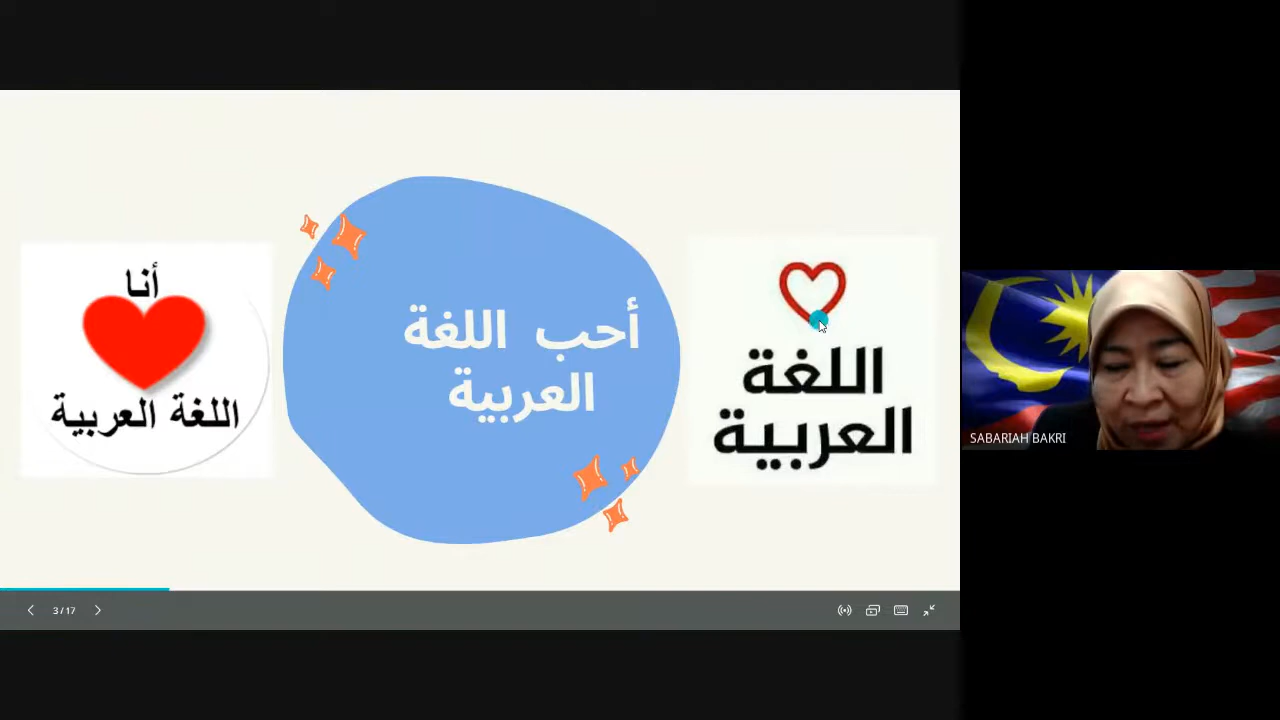 أنا
اللغة العربية
أحب اللغة
العربية
اللغة
العربية
SABARIAH BAKRI
3 / 17